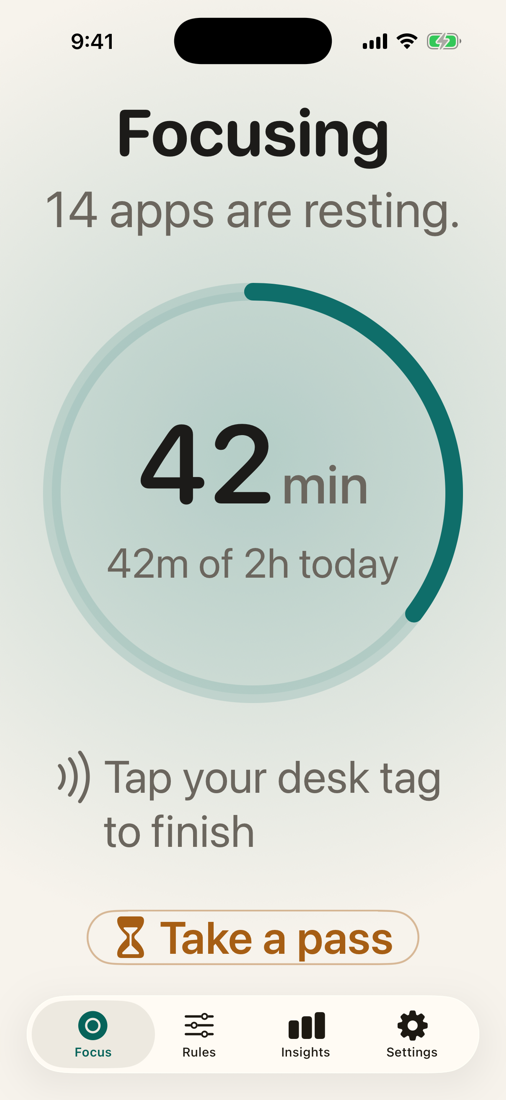 9:41
Focusing
14 apps are resting.
42 min
42m of 2h today
Tap your desk tag
to finish
Take a pass
Focus
Rules
Insights
Settings